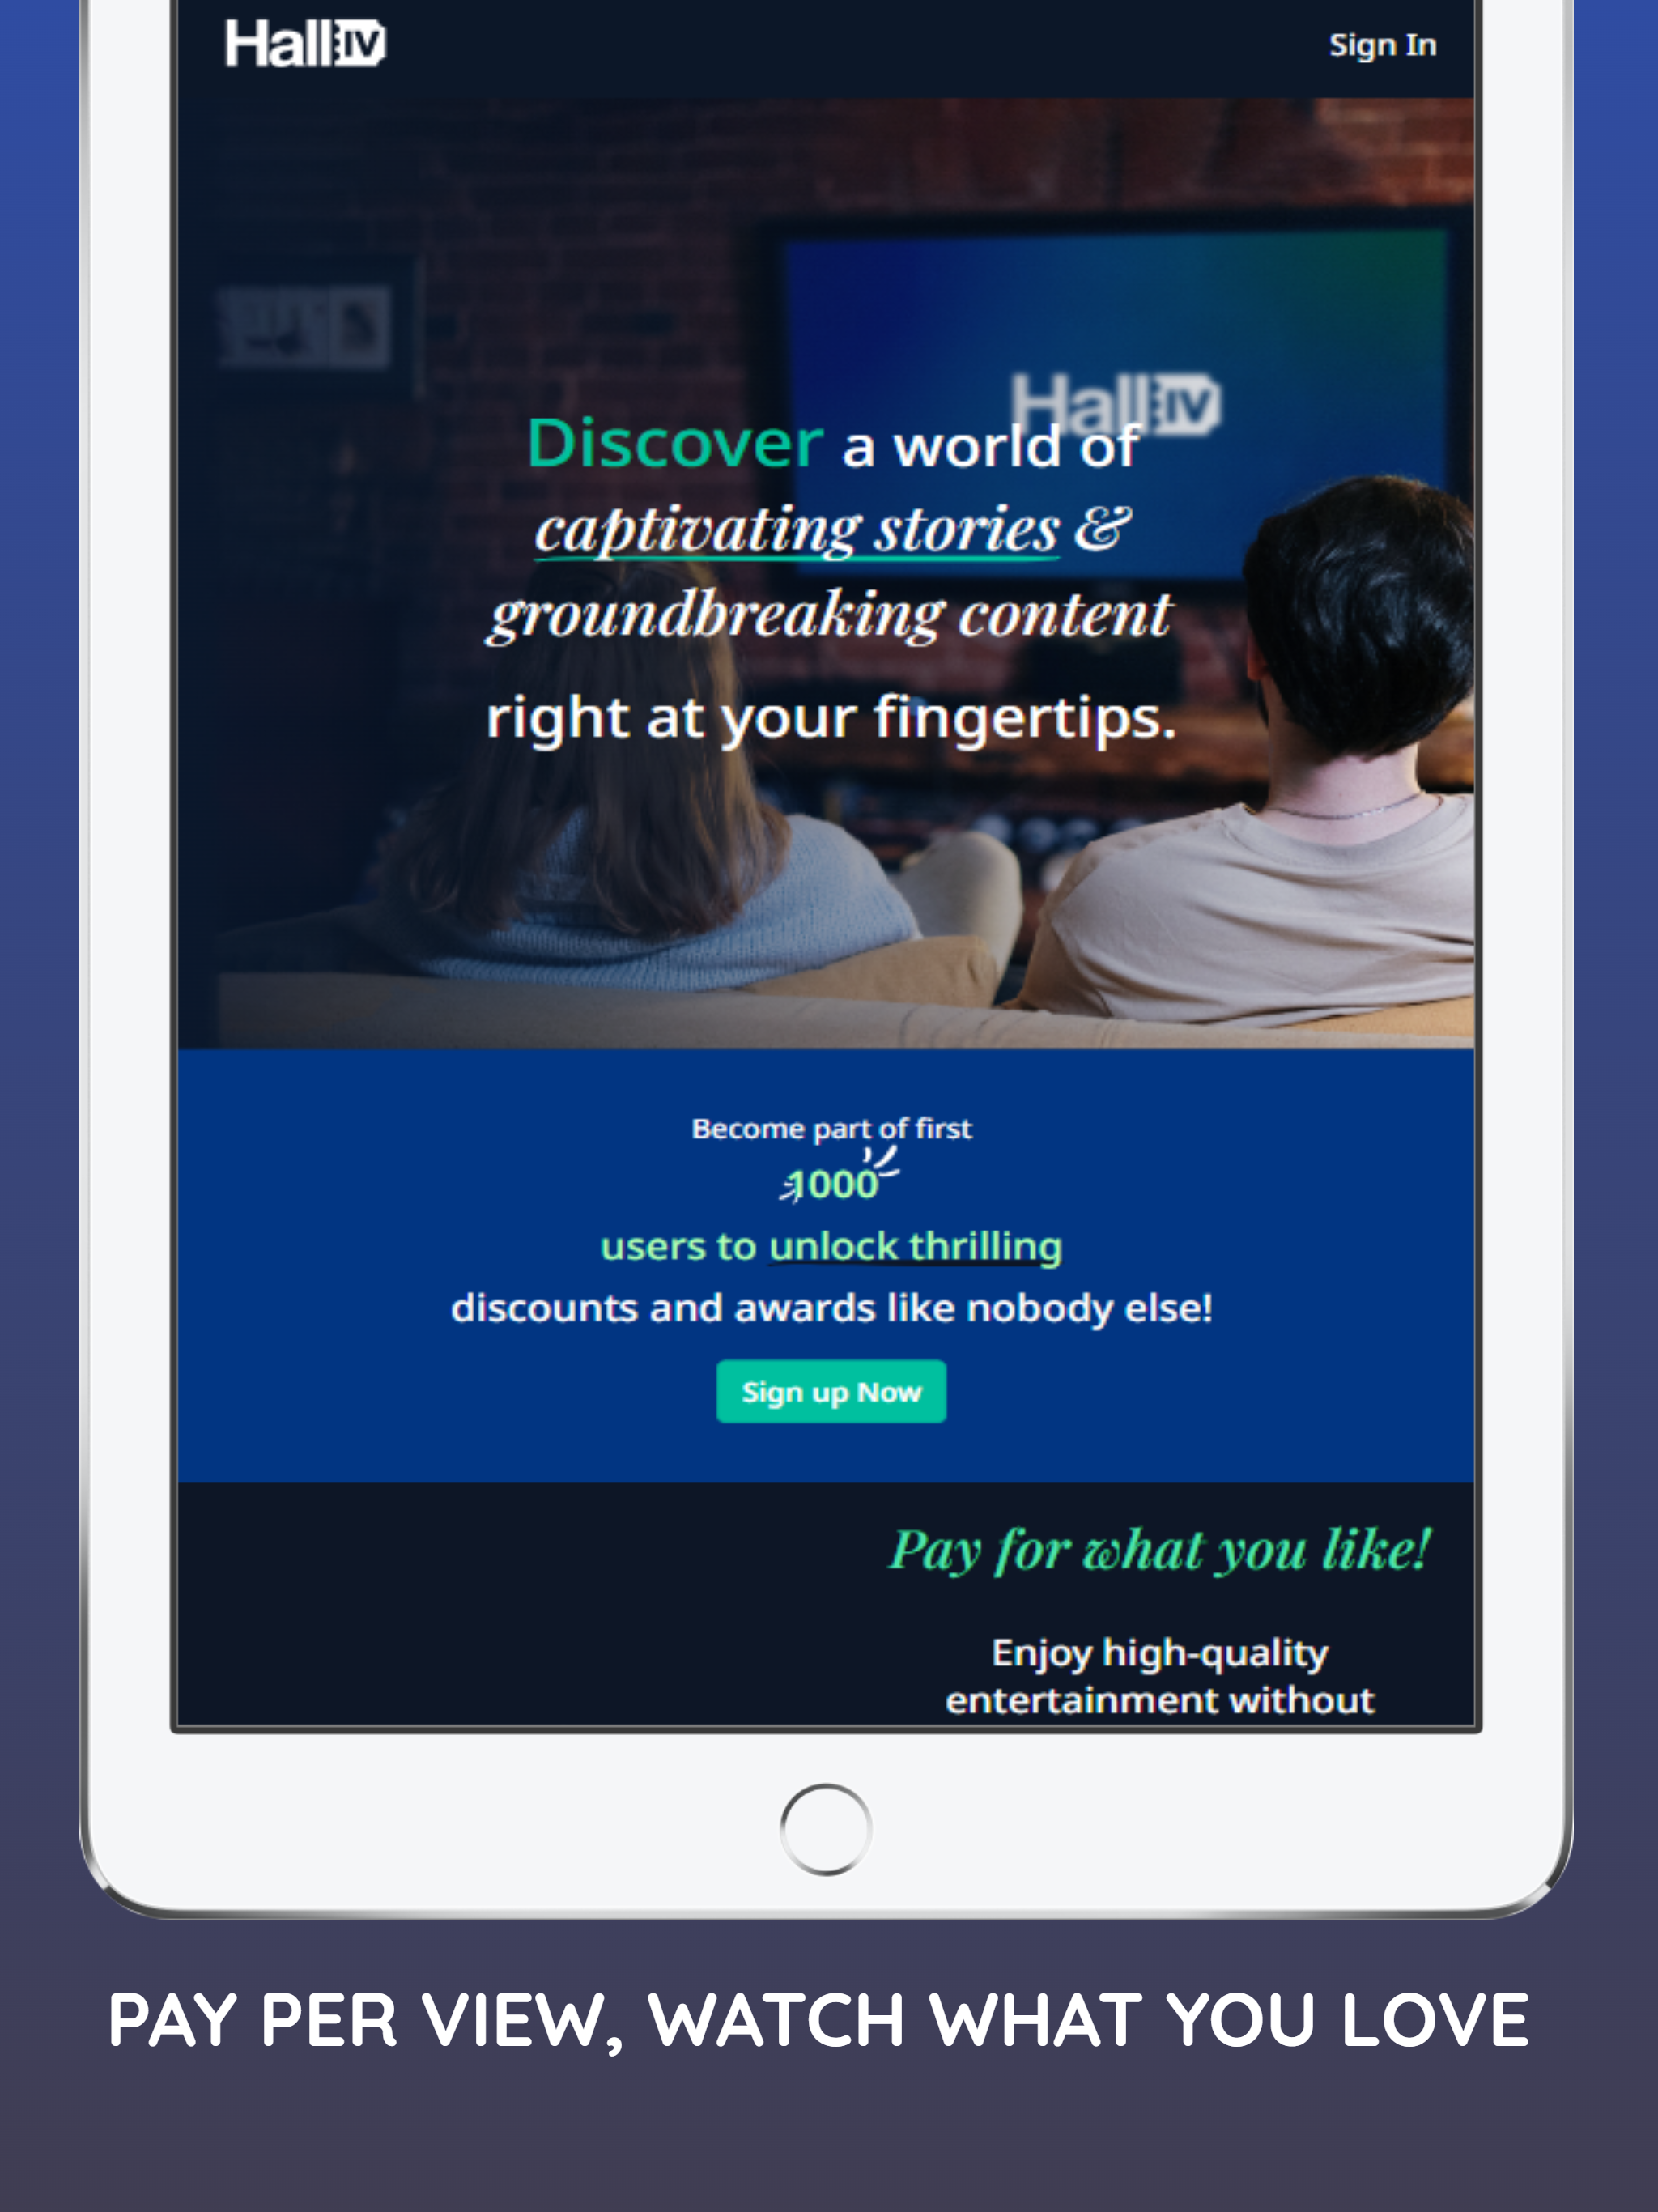 HallIV
Sign In
HallIV
Discover a world of
captivating stories &
groundbreaking content
right at your fingertips.
Become part of first
1000
users to unlock thrilling
discounts and awards like nobody else!
Sign up Now
Pay for what you like!
Enjoy high-quality
entertainment without
PAY PER VIEW, WATCH WHAT YOU LOVE